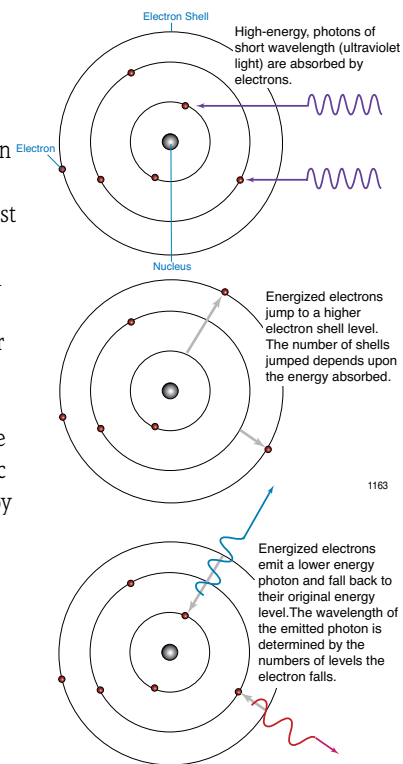 Electron Shell
High-energy, photons of
short wavelength (ultraviolet
light) are absorbed by
electrons.
n
Electron
st
Nucleus
r
Energized electrons
jump to a higher
electron shell level.
The number of shells
jumped depends upon
the energy absorbed.
e
c
by
1163
Energized electrons
emit a lower energy
photon and fall back to
their original energy
level.The wavelength of
the emitted photon is
determined by the
numbers of levels the
electron falls.